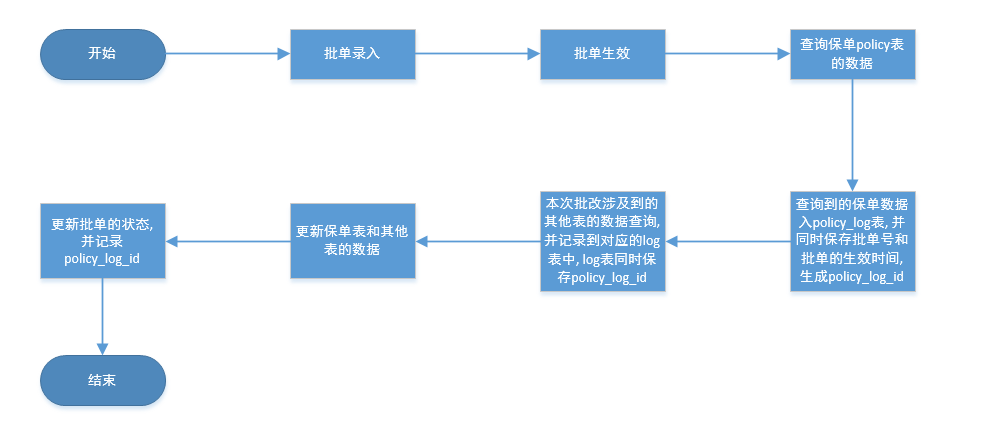 开始
批单录入
批单生效
查询保单policy表
的数据
查询到的保单数据
入policy_log表, 并
同时保存批单号和
批单的生效时间,
生成policy_log_id
本次批改涉及到的
其他表的数据查询,
并记录到对应的log
表中, log表同时保
存policy_log_id
更新保单表和其他
表的数据
更新批单的状态,
并记录
policy_log_id
结束